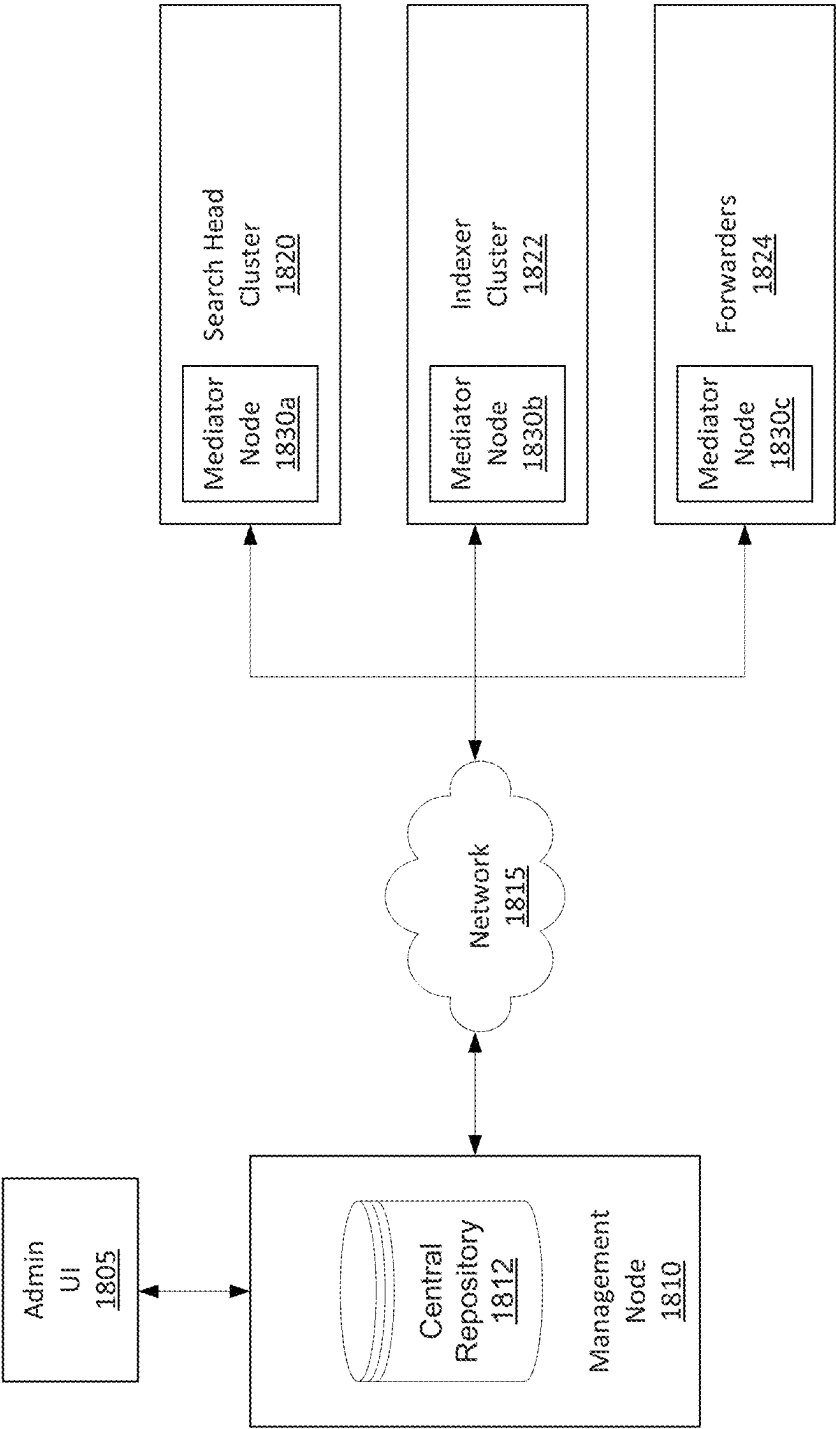 Admin
UI
1805
Central
Repository
1812
Management
Node
1810
Network
1815
Search Head
Cluster
1820
Mediator
Node
1830a
Indexer
Cluster
1822
Mediator
Node
1830b
Forwarders
1824
Mediator
Node
1830c